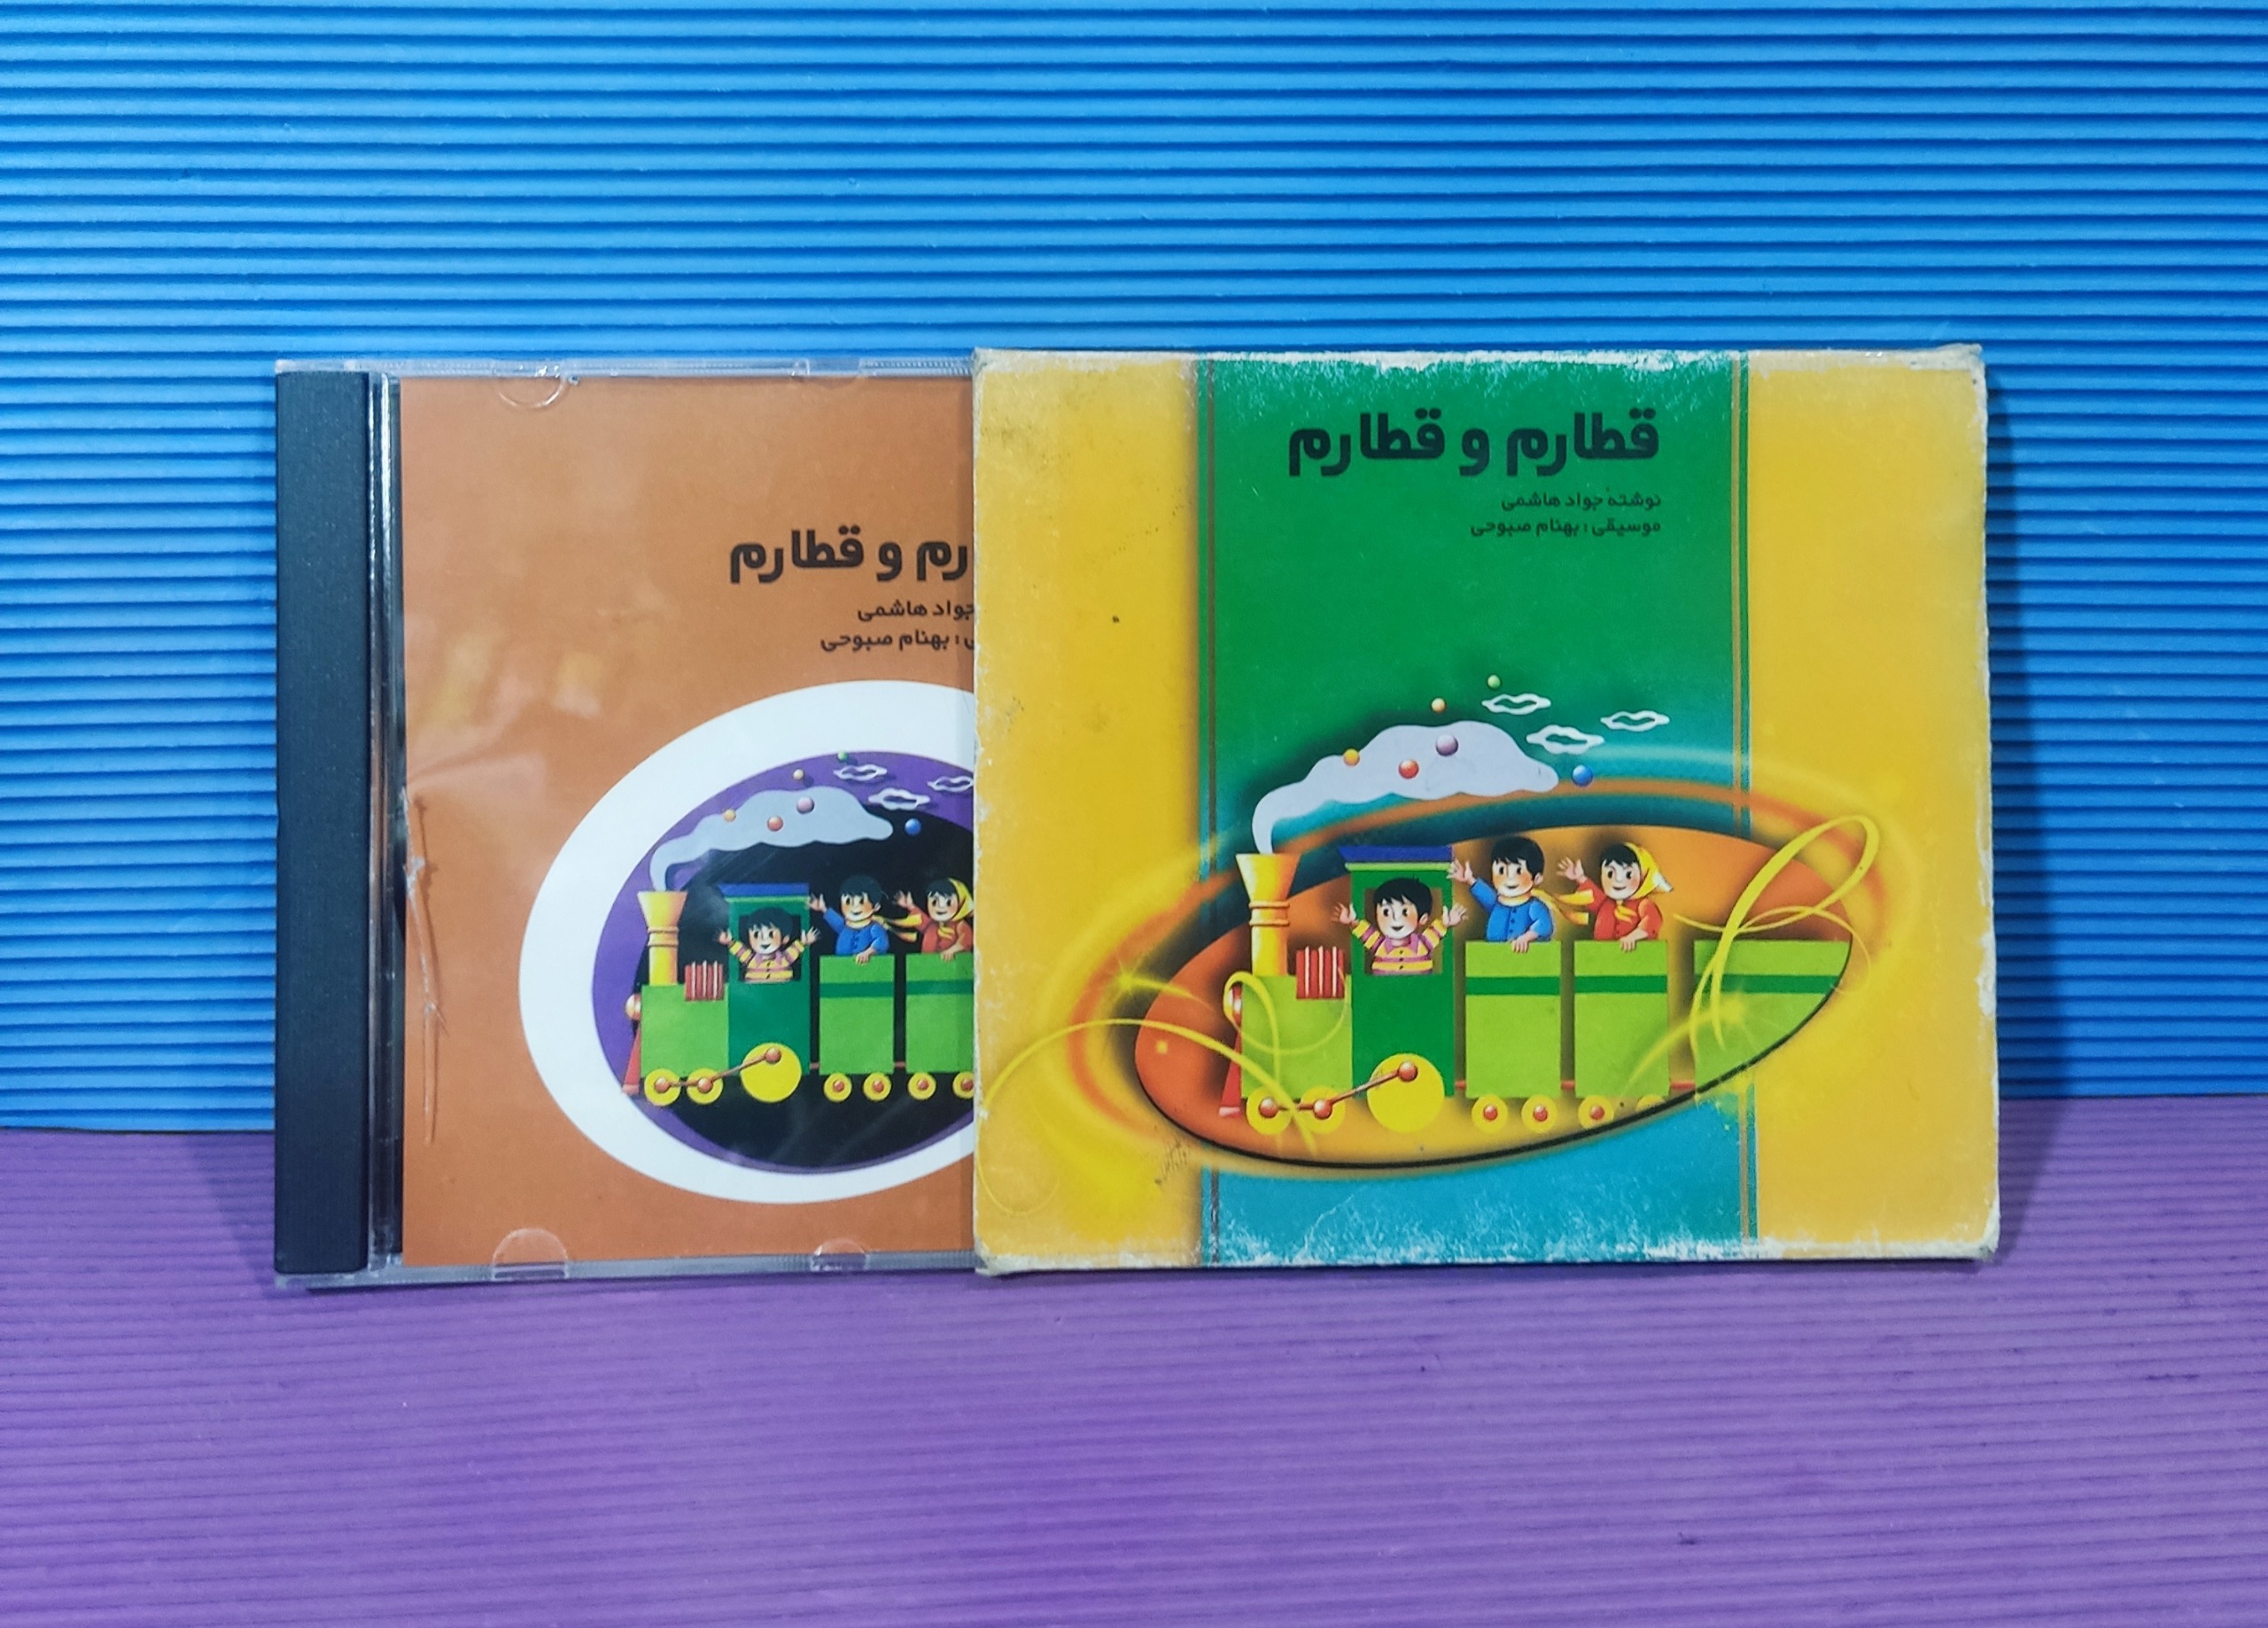 قطارم و قطارم
نوشتهٔ جواد هاشمی
موسیقی : بهنام صبوحی
رم و قطارم
جواد هاشمی
: بهنام صبوحی